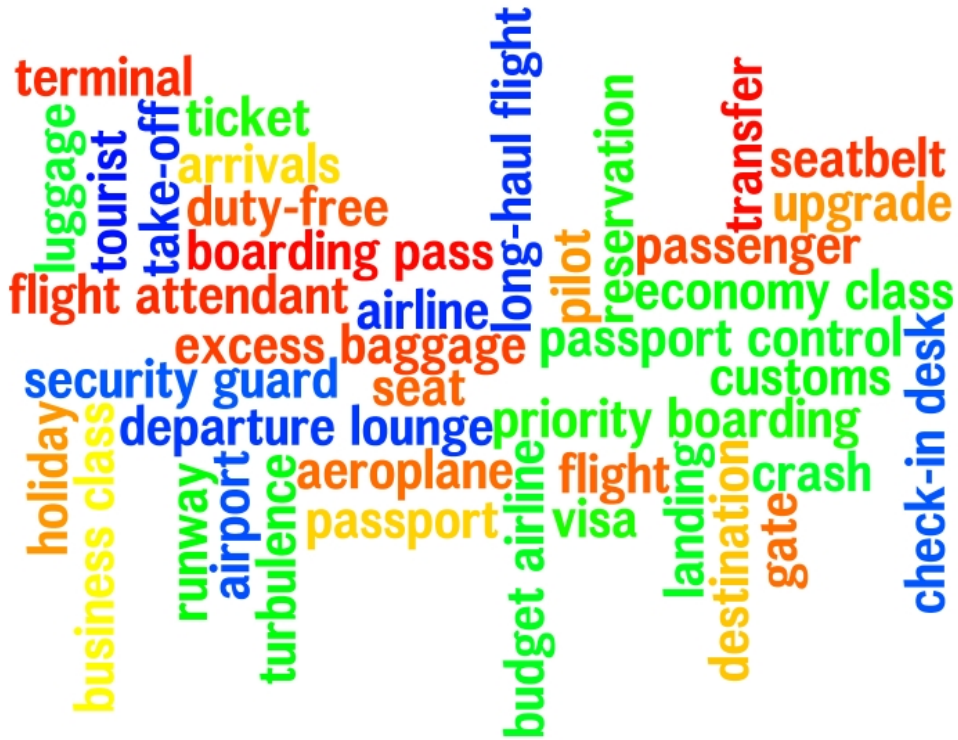 terminal
luggage
tourist
take-off
ticket
arrivals
duty-free
boarding pass
long-haul flight
pilot
reservation
transfer
seatbelt
upgrade
passenger
flight attendant
airline
economy class
excess baggage
passport control
security guard
seat
customs
check-in desk
departure lounge
priority boarding
holiday
business class
runway
airport
turbulence
aeroplane
passport
budget airline
flight
visa
landing
destination
crash
gate